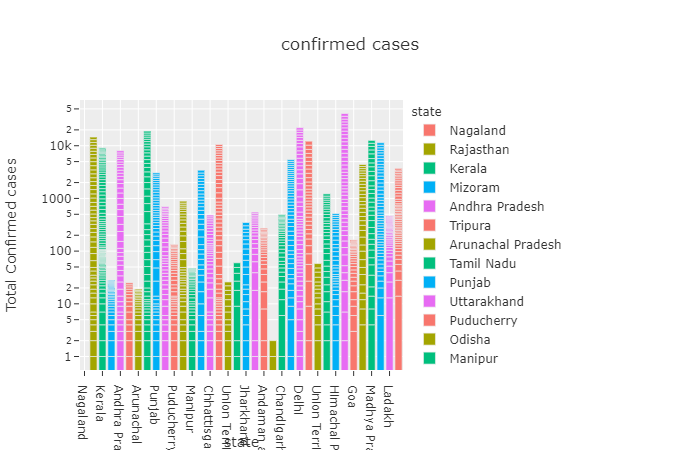 confirmed cases
Total Confirmed cases
5
2
10k
5
2
1000
5
2
100
5
2
10
5
2
1
Nagaland
Kerala
Andhra Pra
Arunachal
Punjab
Puducherry
Manipur
Chhattisga
Union Terri
Jharkhand
Andaman a
Chandigarh
Delhi
Union Terri
Himachal P
Goa
Madhya Pra
Ladakh
state
state
Nagaland
Rajasthan
Kerala
Mizoram
Andhra Pradesh
Tripura
Arunachal Pradesh
Tamil Nadu
Punjab
Uttarakhand
Puducherry
Odisha
Manipur